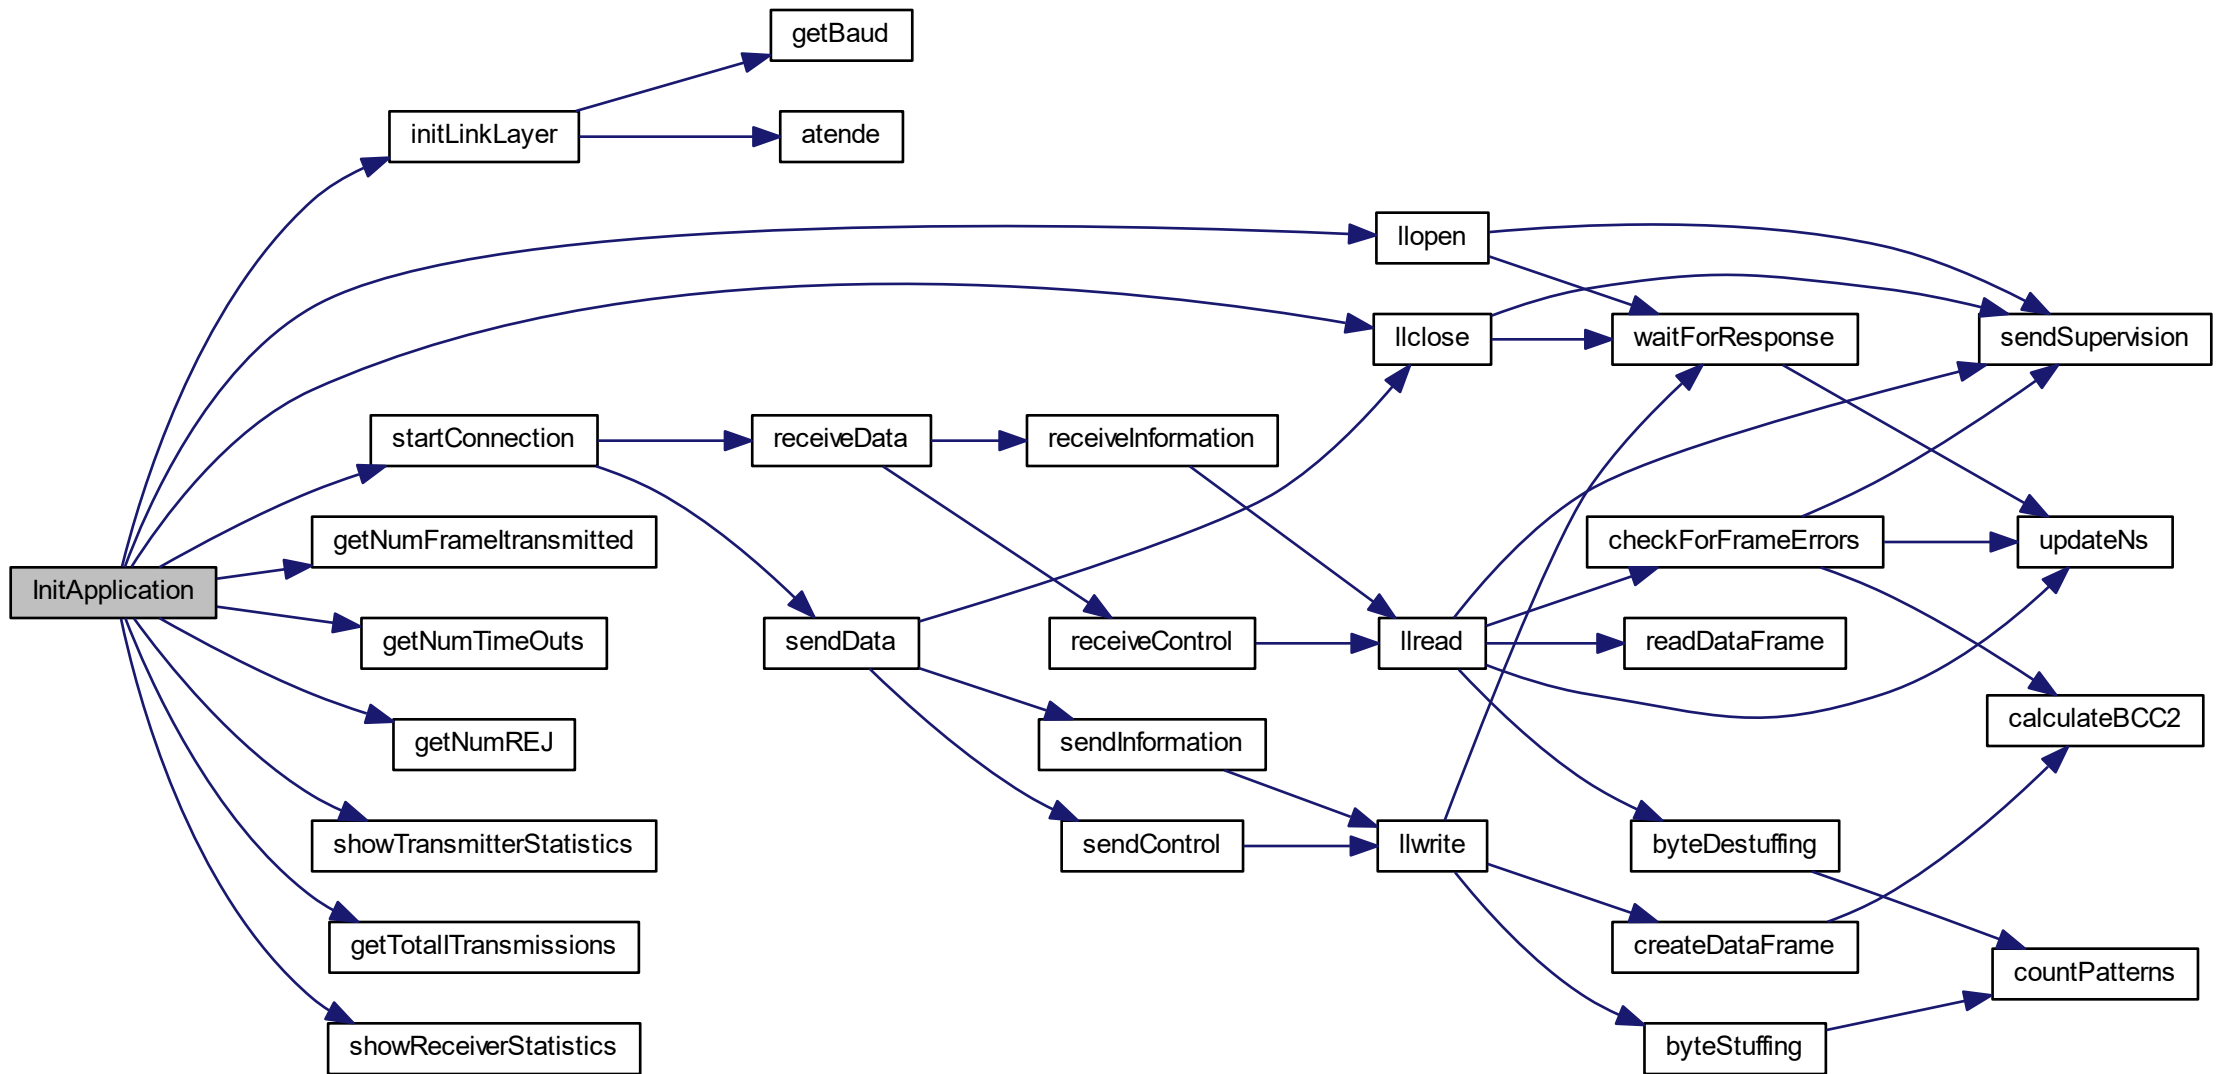 getBaud
initLinkLayer
atende
llopen
llclose
waitForResponse
sendSupervision
startConnection
receiveData
receiveInformation
getNumFrameItransmitted
checkForFrameErrors
updateNs
InitApplication
getNumTimeOuts
sendData
receiveControl
llread
readDataFrame
getNumREJ
sendInformation
calculateBCC2
showTransmitterStatistics
sendControl
llwrite
byteDestuffing
getTotalITransmissions
createDataFrame
countPatterns
showReceiverStatistics
byteStuffing